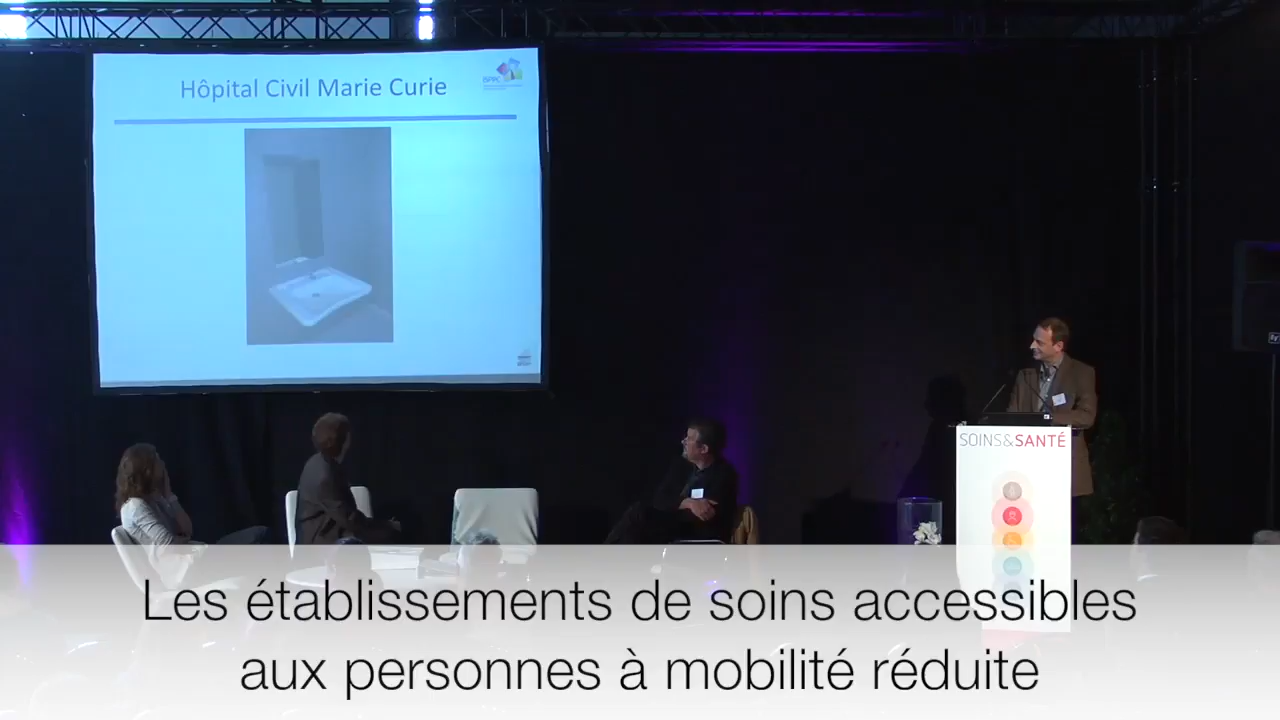 Hôpital Civil Marie Curie
SOINS&SANTÉ
Les établissements de soins accessibles
aux personnes à mobilité réduite